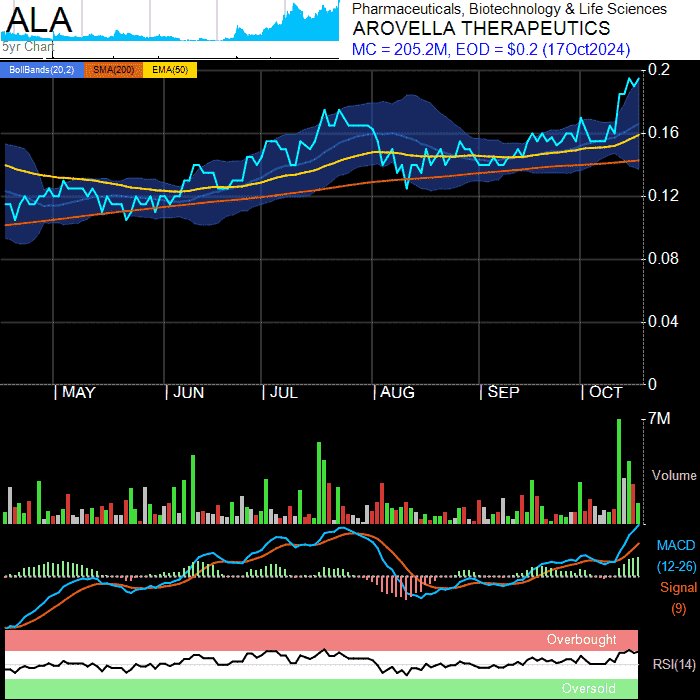 ALA
5yr Chart
Pharmaceuticals, Biotechnology & Life Sciences
AROVELLA THERAPEUTICS
MC = 205.2M, EOD = $0.2 (17Oct2024)
BollBands(20,2) SMA(200) EMA(50)
0.2
0.16
0.12
0.08
0.04
0
MAY JUN JUL AUG SEP OCT
7M
Volume
MACD
(12-26)
Signal
(9)
Overbought
RSI(14)
Oversold